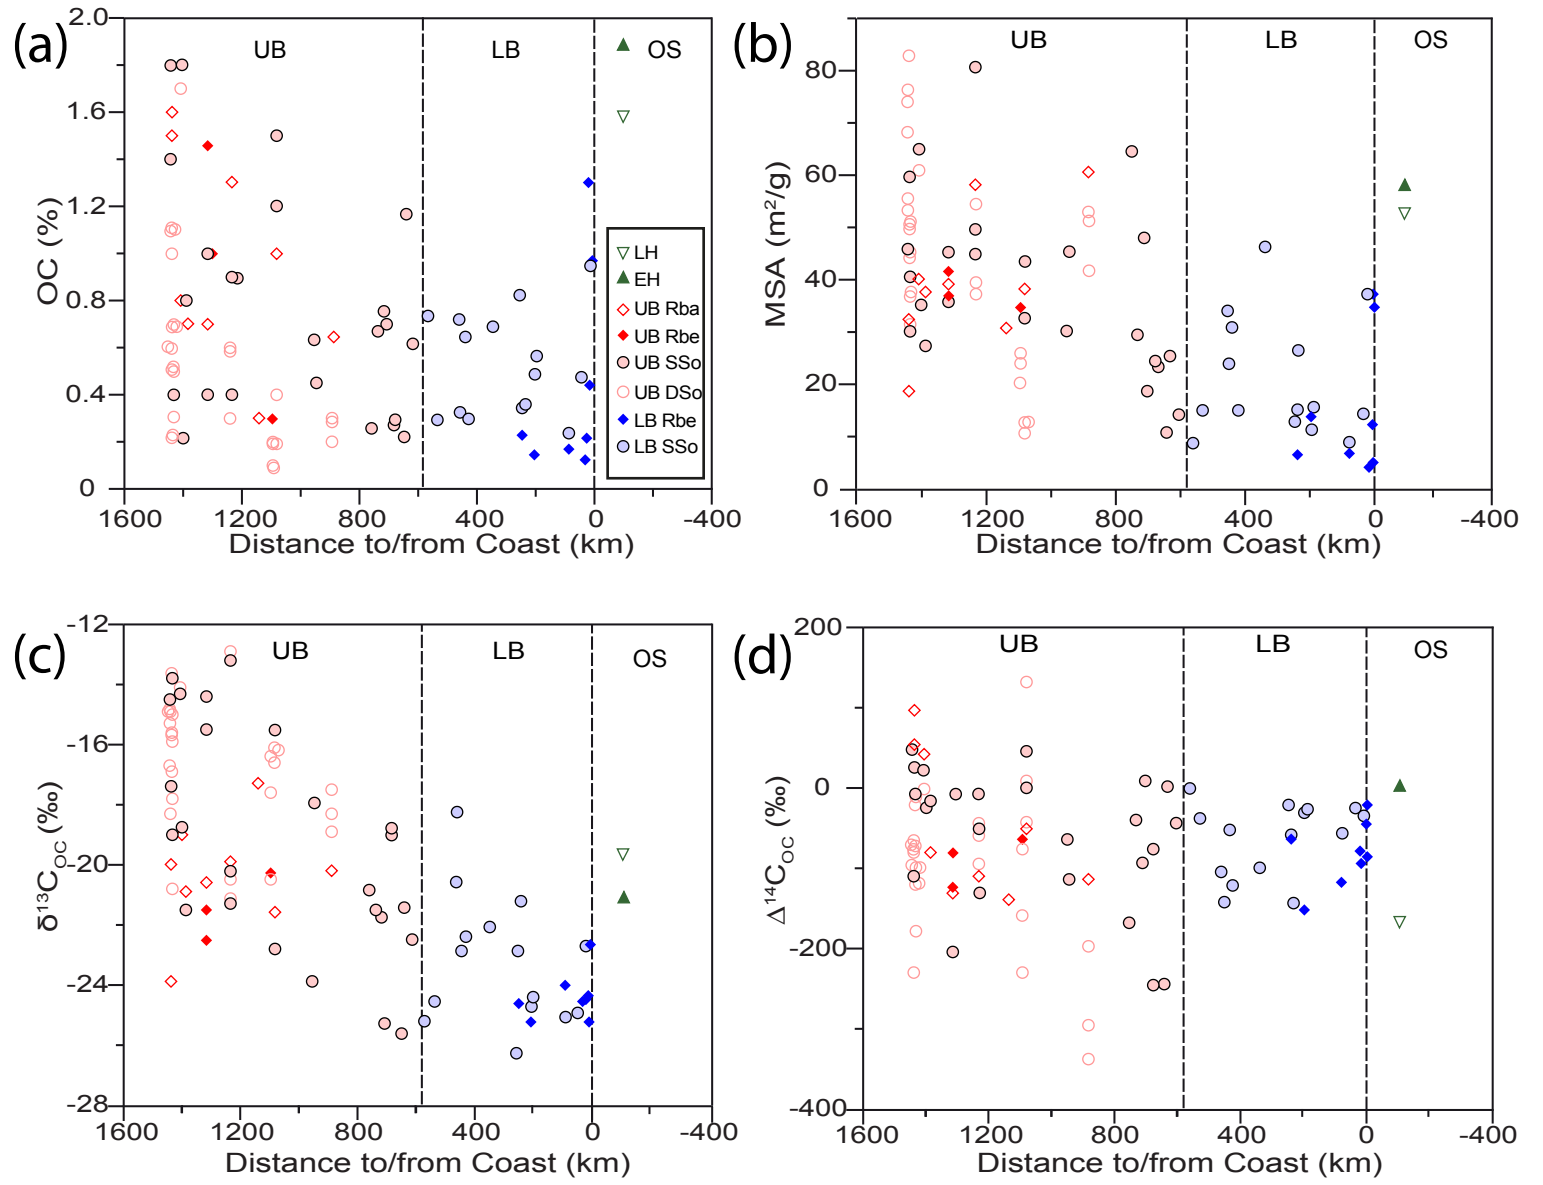 (a)
2.0
1.6
1.2
0.8
0.4
0
OC (%)
UB
LB
OS
LH
EH
UB Rba
UB Rbe
UB SSo
UB DSo
LB Rbe
LB SSo
1600
1200
800
400
0
-400
Distance to/from Coast (km)
(b)
80
60
40
20
0
MSA (m²/g)
UB
LB
OS
1600
1200
800
400
0
-400
Distance to/from Coast (km)
(c)
-12
-16
-20
-24
-28
δ¹³C_OC (‰)
UB
LB
OS
1600
1200
800
400
0
-400
Distance to/from Coast (km)
(d)
200
0
-200
-400
Δ¹⁴C_OC (‰)
UB
LB
OS
1600
1200
800
400
0
-400
Distance to/from Coast (km)